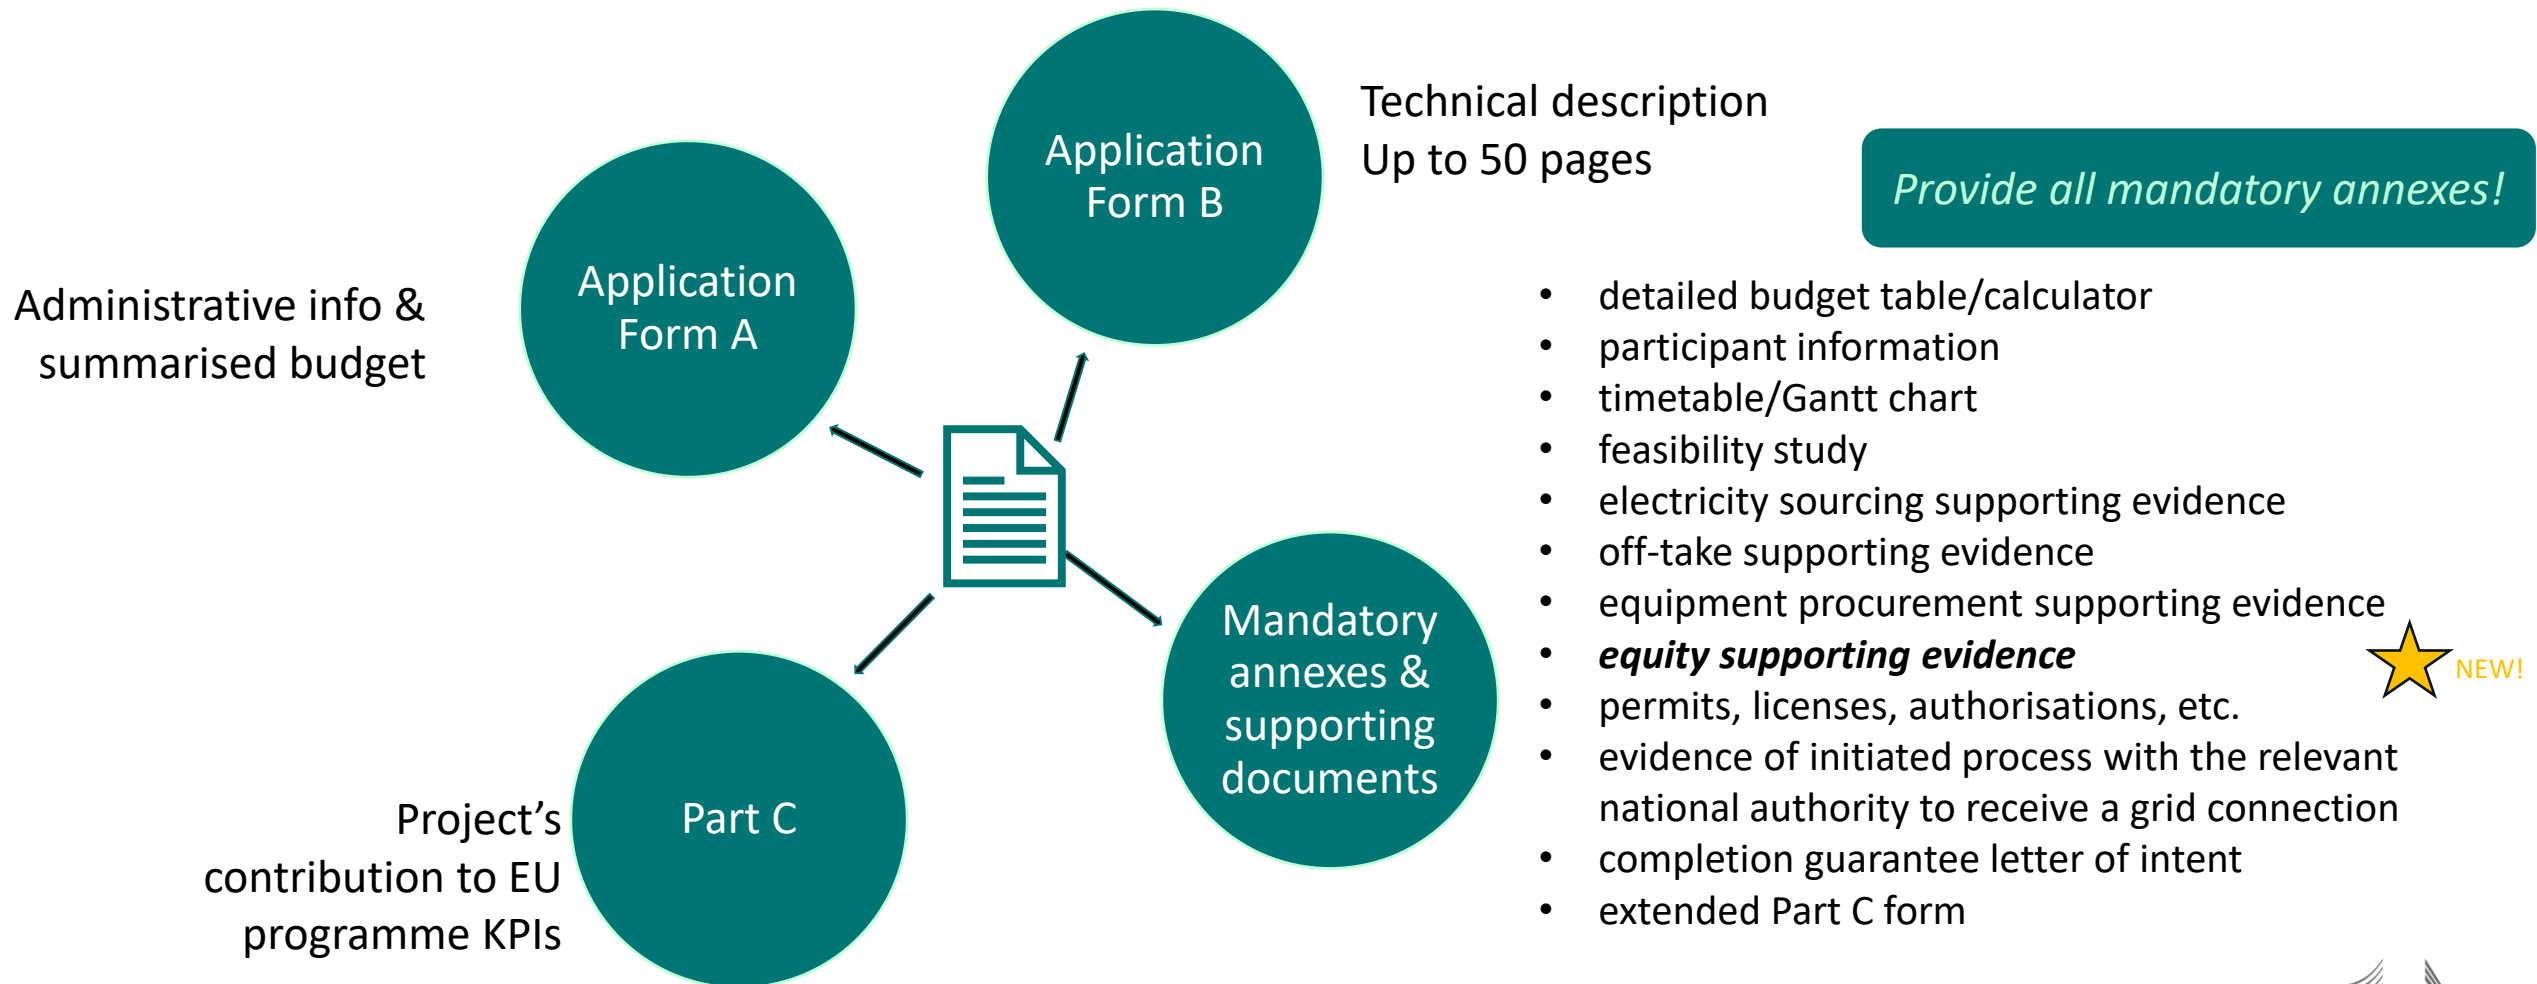 Application
Form B
Technical description
Up to 50 pages
Provide all mandatory annexes!
Application
Form A
Administrative info &
summarised budget
Mandatory
annexes &
supporting
documents
Part C
Project's
contribution to EU
programme KPIs
• detailed budget table/calculator
• participant information
• timetable/Gantt chart
• feasibility study
• electricity sourcing supporting evidence
• off-take supporting evidence
• equipment procurement supporting evidence
• equity supporting evidence
NEW!
• permits, licenses, authorisations, etc.
• evidence of initiated process with the relevant
national authority to receive a grid connection
• completion guarantee letter of intent
• extended Part C form